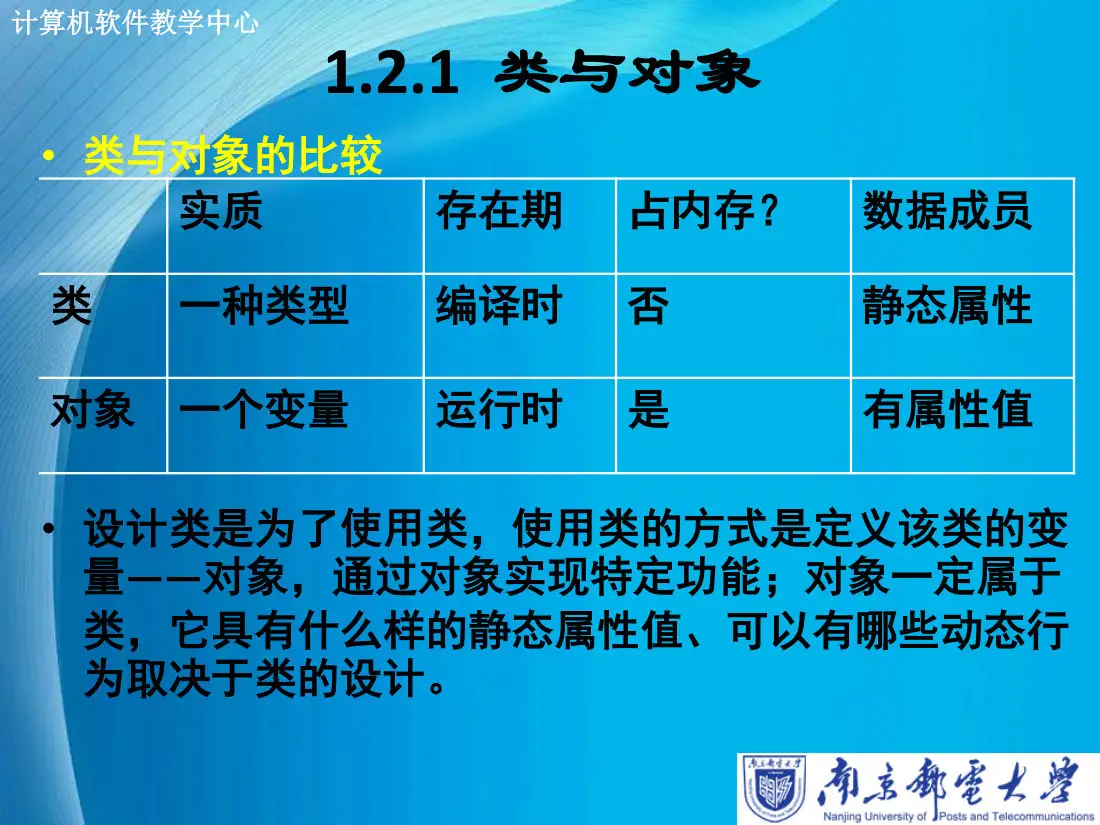 计算机软件教学中心
1.2.1 类与对象
• 类与对象的比较
实质 存在期 占内存？ 数据成员
类 一种类型 编译时 否 静态属性
对象 一个变量 运行时 是 有属性值
• 设计类是为了使用类，使用类的方式是定义该类的变
量——对象，通过对象实现特定功能；对象一定属于
类，它具有什么样的静态属性值、可以有哪些动态行
为取决于类的设计。
南京郵電大學
Nanjing University of Posts and Telecommunications